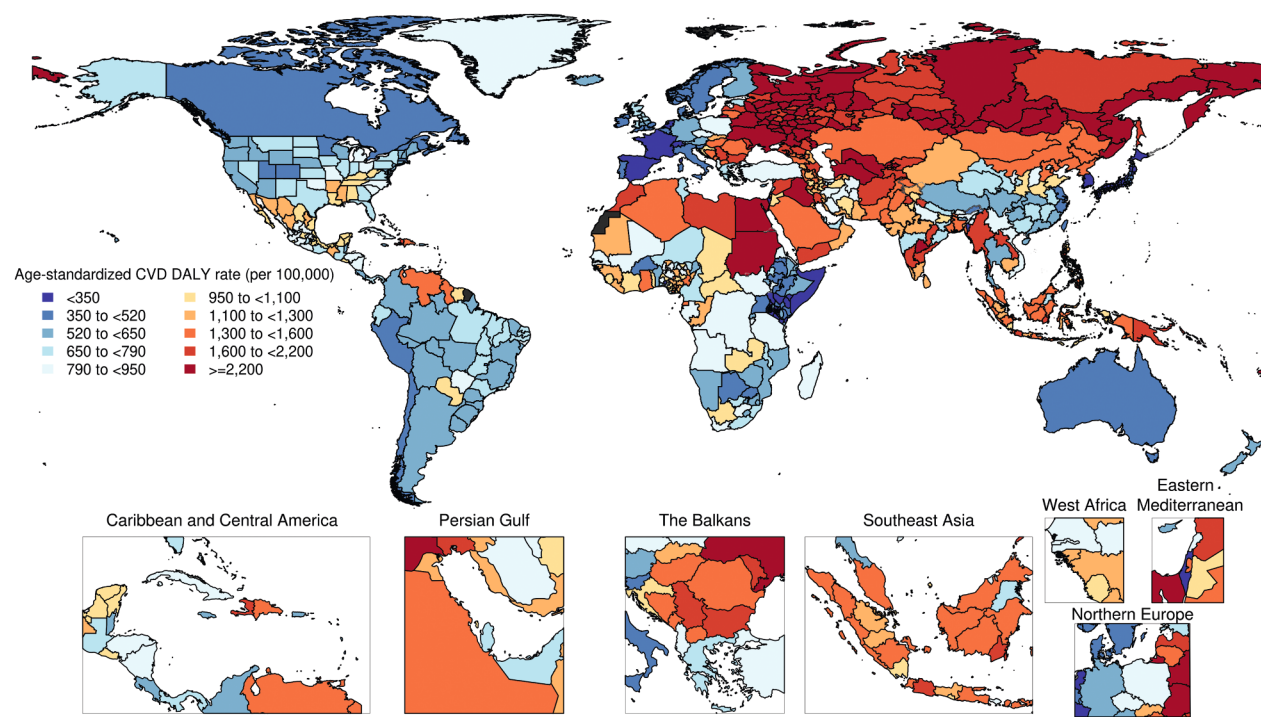 Age-standardized CVD DALY rate (per 100,000)
<350
350 to <520
520 to <650
650 to <790
790 to <950
950 to <1,100
1,100 to <1,300
1,300 to <1,600
1,600 to <2,200
>=2,200
Caribbean and Central America
Persian Gulf
The Balkans
Southeast Asia
West Africa
Eastern
Mediterranean
Northern Europe